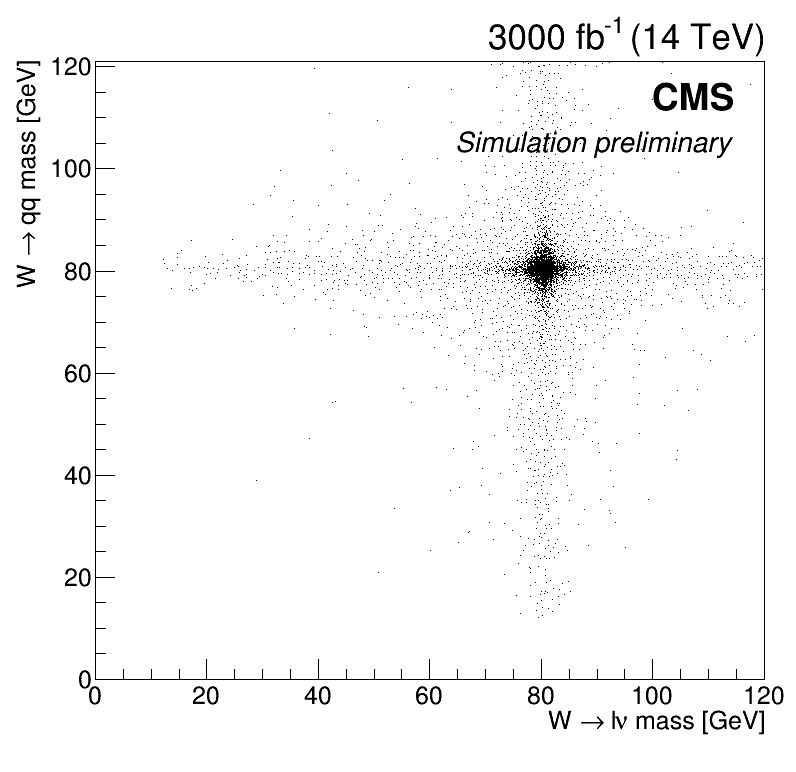 3000 fb⁻¹ (14 TeV)
CMS
Simulation preliminary
W → qq mass [GeV]
120
100
80
60
40
20
0
0 20 40 60 80 100 120
W → lν mass [GeV]